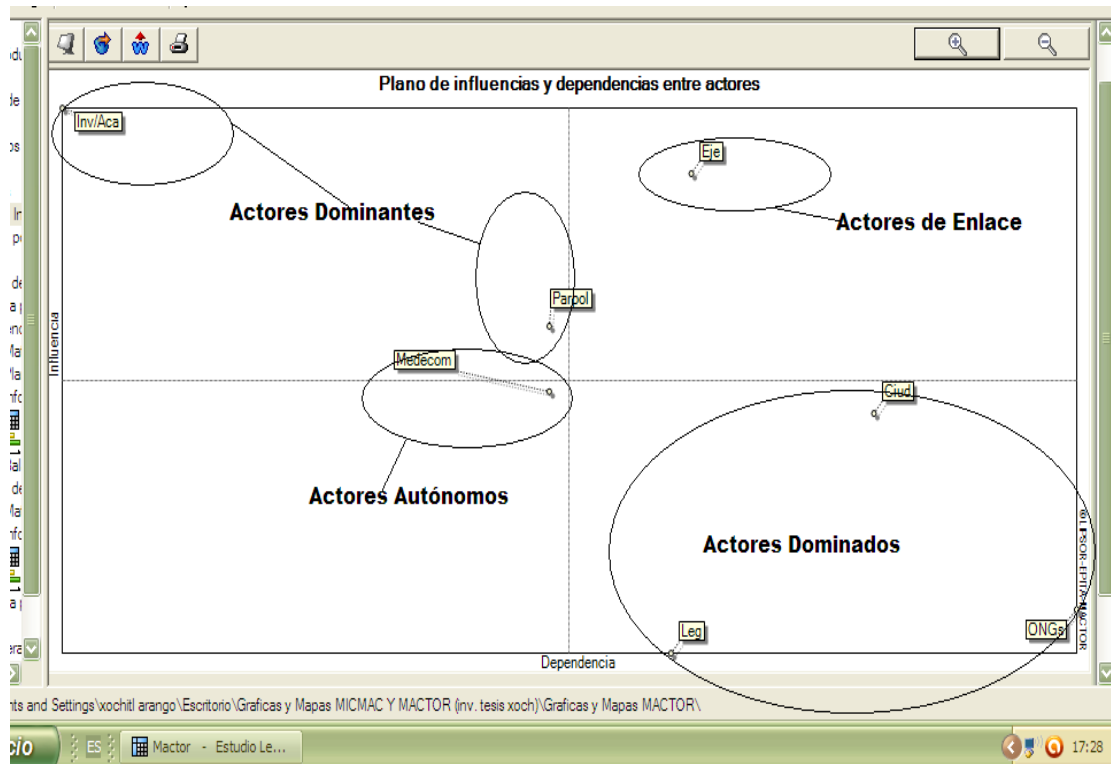 Plano de influencias y dependencias entre actores
Inv/Aca
Eje
Actores Dominantes
Actores de Enlace
Parpol
Influencia
Medecom
Ciud
Actores Autónomos
Actores Dominados
©LIPSOR-EPITA-MACTOR
Leg
ONGs
Dependencia
nts and Settings\xochitl arango\Escritorio\Graficas y Mapas MICMAC Y MACTOR (inv. tesis xoch)\Graficas y Mapas MACTOR\
cio
ES
Mactor - Estudio Le...
17:28